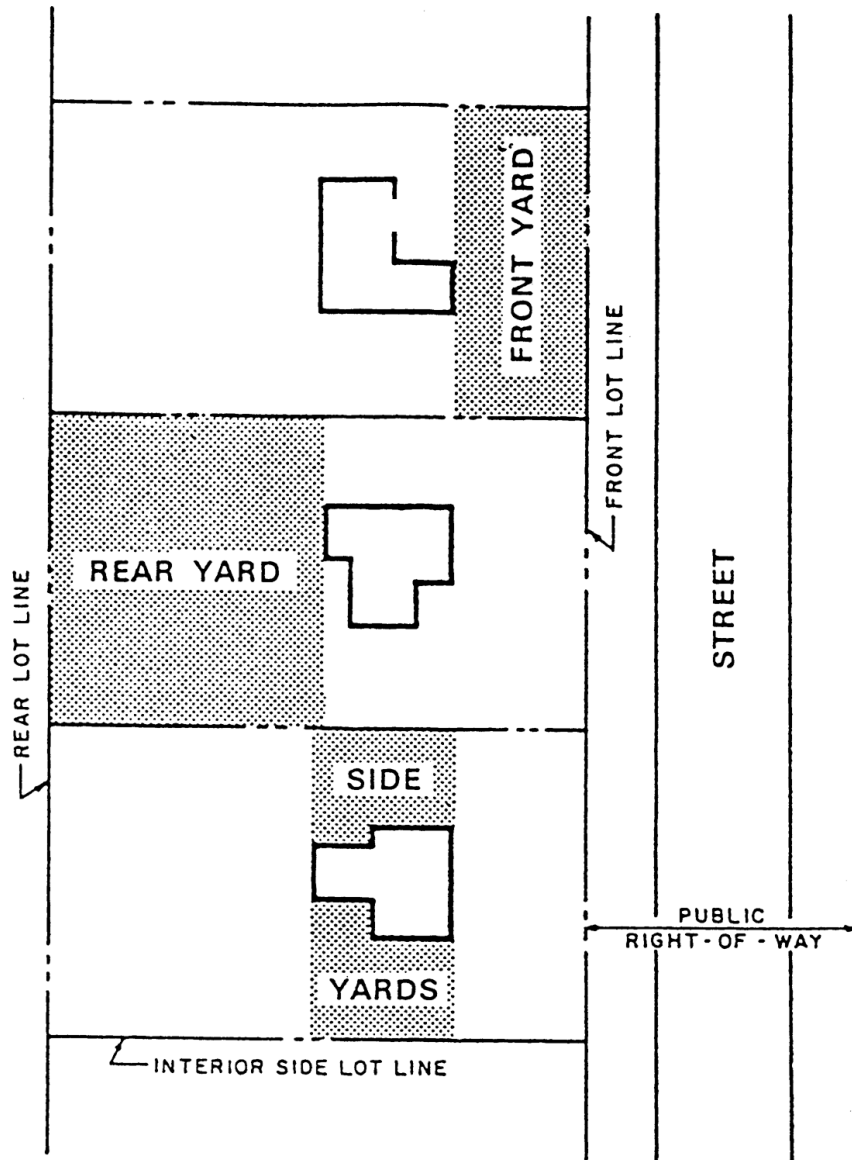 FRONT YARD
FRONT LOT LINE
REAR YARD
REAR LOT LINE
STREET
SIDE
YARDS
PUBLIC
RIGHT-OF-WAY
INTERIOR SIDE LOT LINE